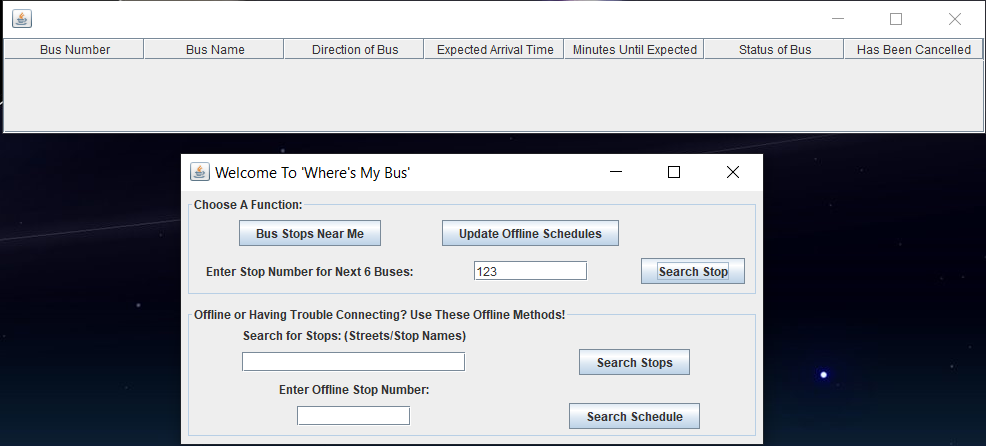 Bus Number Bus Name Direction of Bus Expected Arrival Time Minutes Until Expected Status of Bus Has Been Cancelled
Welcome To 'Where's My Bus'
Choose A Function:
Bus Stops Near Me Update Offline Schedules
Enter Stop Number for Next 6 Buses: 123 Search Stop
Offline or Having Trouble Connecting? Use These Offline Methods!
Search for Stops: (Streets/Stop Names)
Search Stops
Enter Offline Stop Number:
Search Schedule